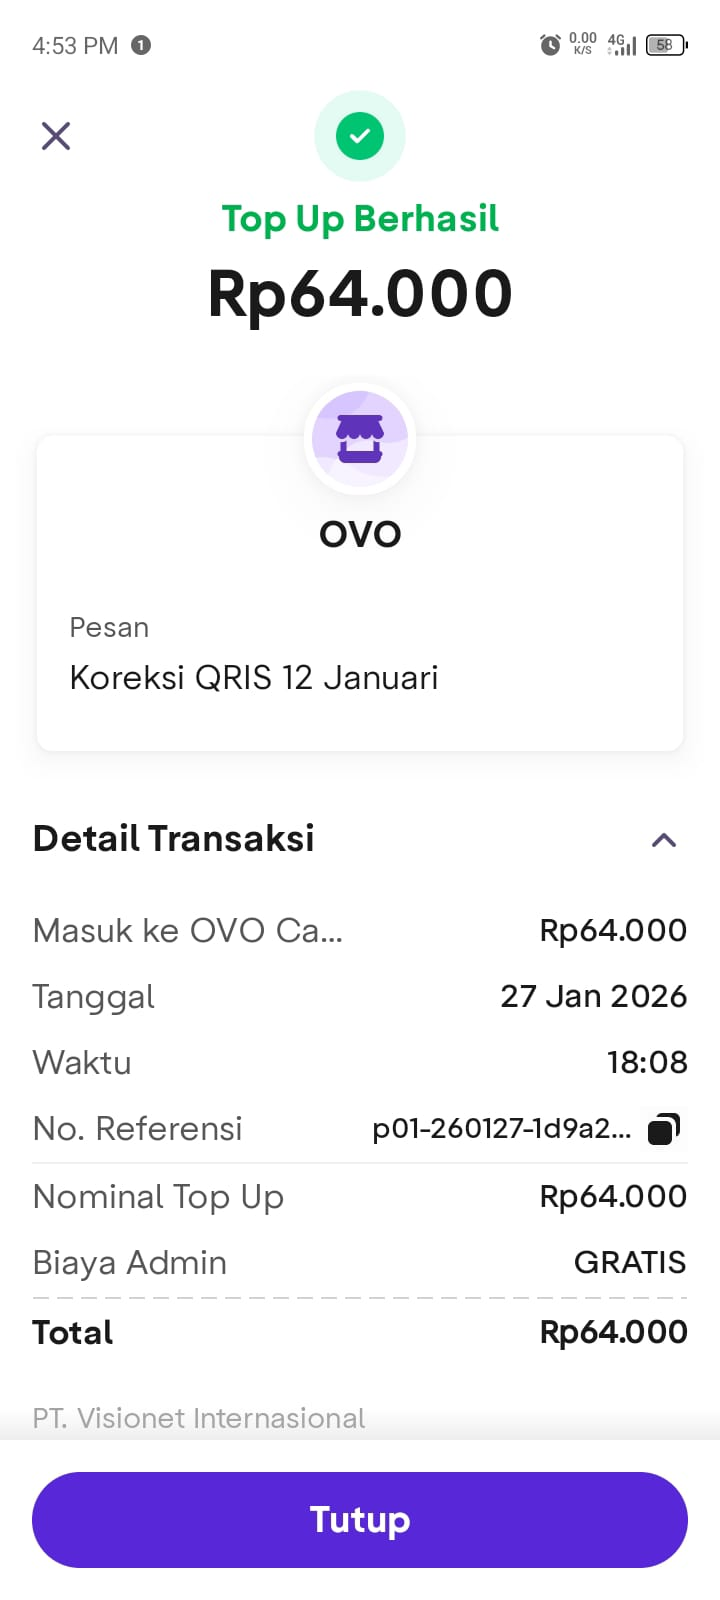 4:53 PM 1
0.00 K/S 4G 58
Top Up Berhasil
Rp64.000
OVO
Pesan
Koreksi QRIS 12 Januari
Detail Transaksi
Masuk ke OVO Ca... Rp64.000
Tanggal 27 Jan 2026
Waktu 18:08
No. Referensi p01-260127-1d9a2...
Nominal Top Up Rp64.000
Biaya Admin GRATIS
Total Rp64.000
PT. Visionet Internasional
Tutup